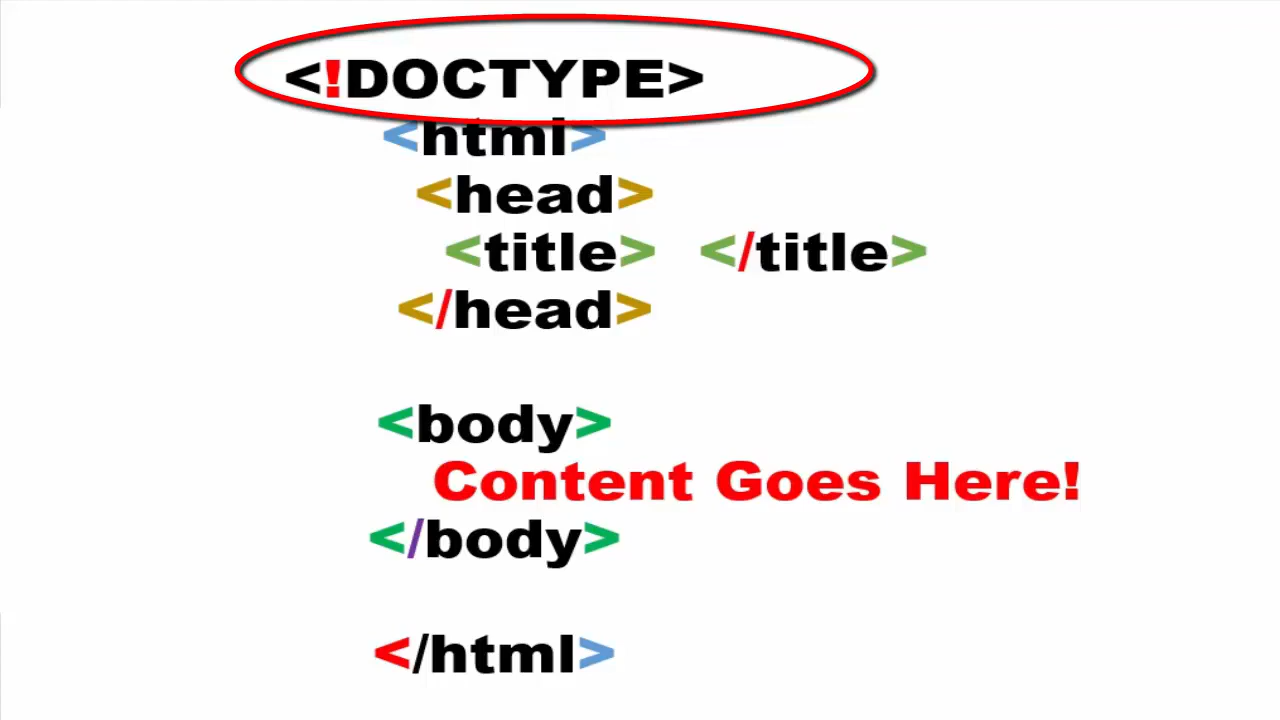 <!DOCTYPE>
<html>
<head>
<title> </title>
</head>
<body>
Content Goes Here!
</body>
</html>